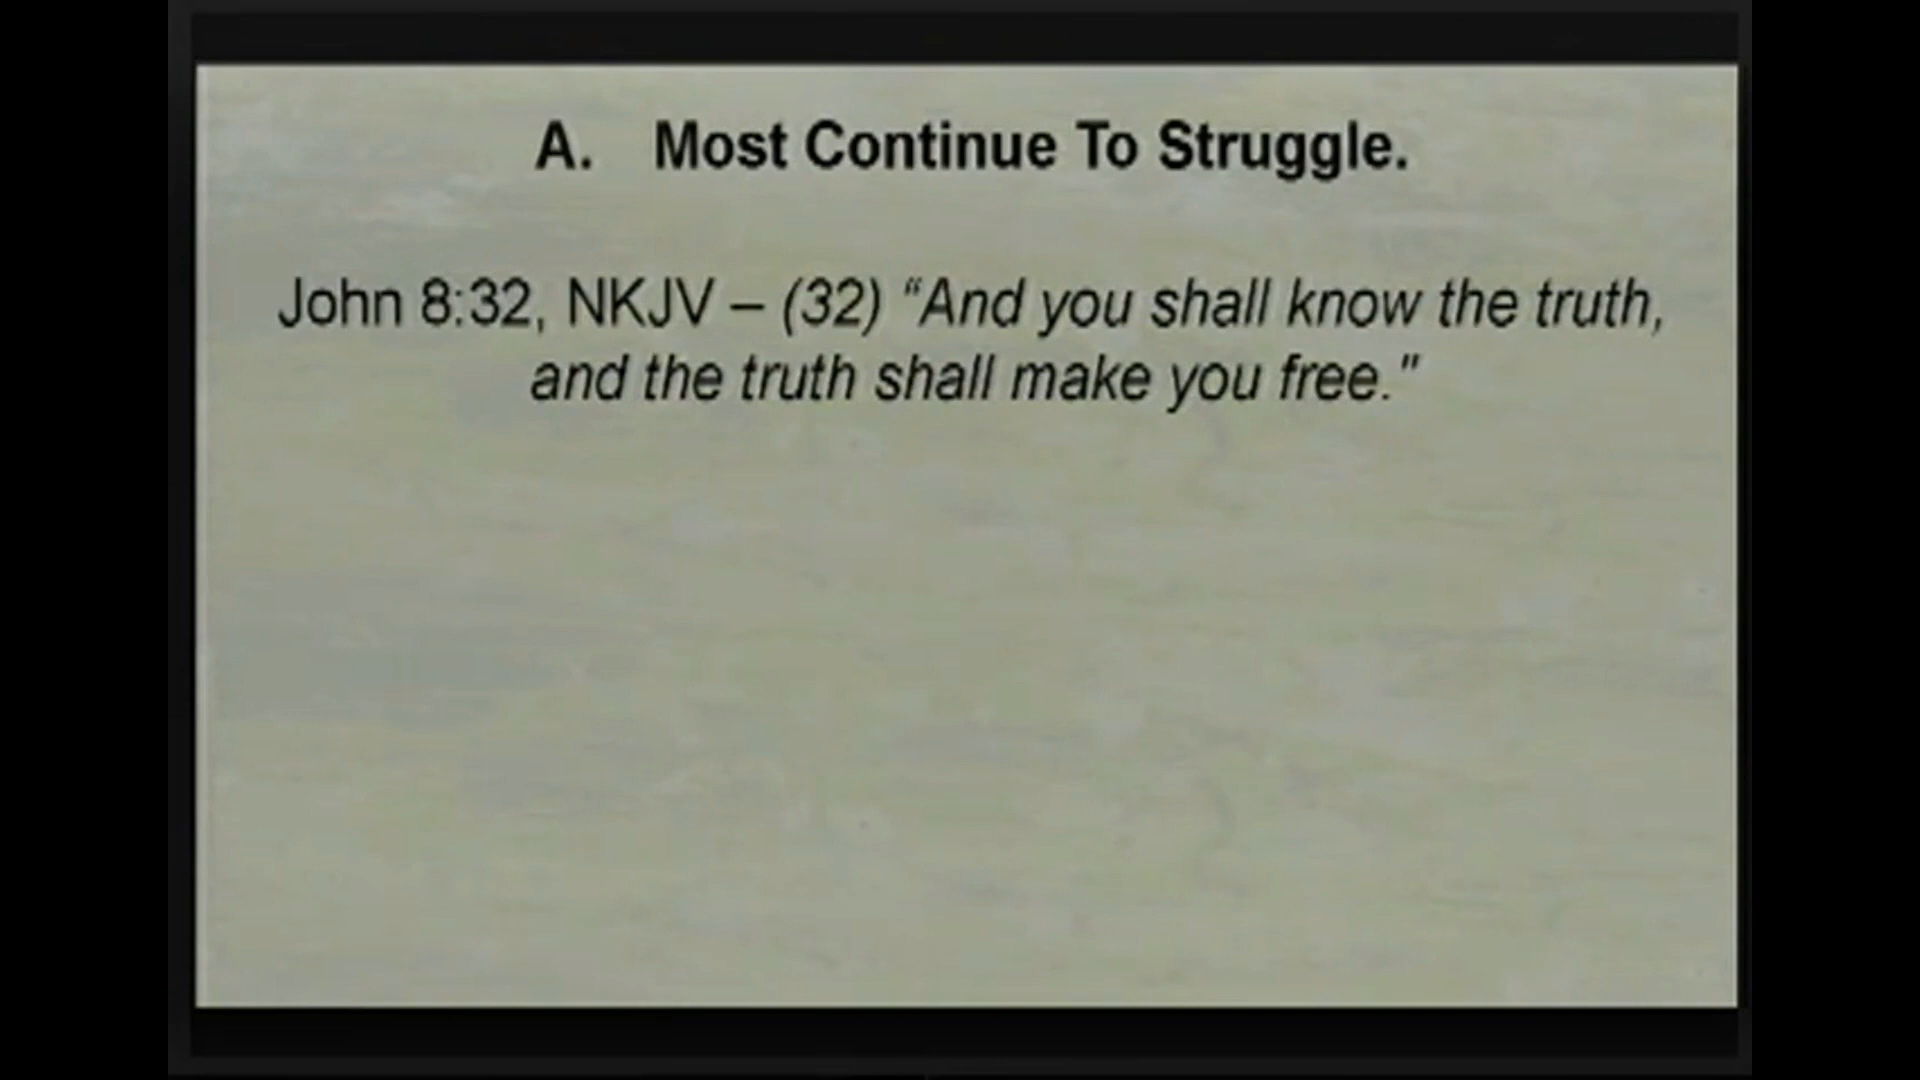 A. Most Continue To Struggle.
John 8:32, NKJV – (32) “And you shall know the truth,
and the truth shall make you free."